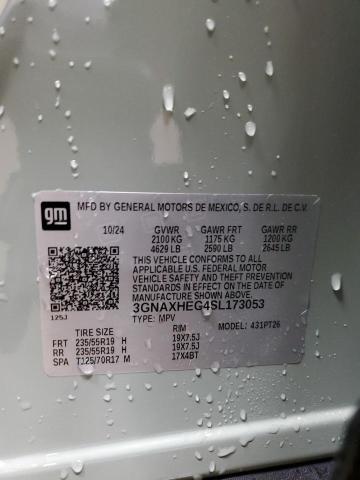 gm
MFD BY GENERAL MOTORS DE MEXICO, S. DE R.L. DE C.V.
10/24 GVWR GAWR FRT GAWR RR
2100 KG 1175 KG 1200 KG
4629 LB 2590 LB 2645 LB
THIS VEHICLE CONFORMS TO ALL
APPLICABLE U.S. FEDERAL MOTOR
VEHICLE SAFETY AND THEFT PREVENTION
STANDARDS IN EFFECT ON THE DATE OF
MANUFACTURE SHOWN ABOVE.
3GNAXHEG4SL173053
125J TYPE: MPV MODEL: 431PT26
TIRE SIZE RIM
FRT 235/55R19 H 19X7.5J
RR 235/55R19 H 19X7.5J
SPA T125/70R17 M 17X4BT